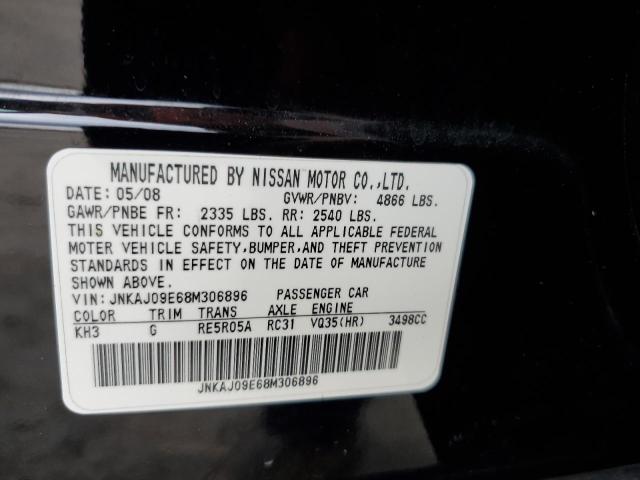 MANUFACTURED BY NISSAN MOTOR CO.,LTD.
DATE: 05/08 GVWR/PNBV: 4866 LBS.
GAWR/PNBE FR: 2335 LBS. RR: 2540 LBS.
THIS VEHICLE CONFORMS TO ALL APPLICABLE FEDERAL
MOTOR VEHICLE SAFETY,BUMPER,AND THEFT PREVENTION
STANDARDS IN EFFECT ON THE DATE OF MANUFACTURE
SHOWN ABOVE.
VIN: JNKAJ09E68M306896 PASSENGER CAR
COLOR TRIM TRANS AXLE ENGINE
KH3 G RE5R05A RC31 VQ35(HR) 3498CC
JNKAJ09E68M306896